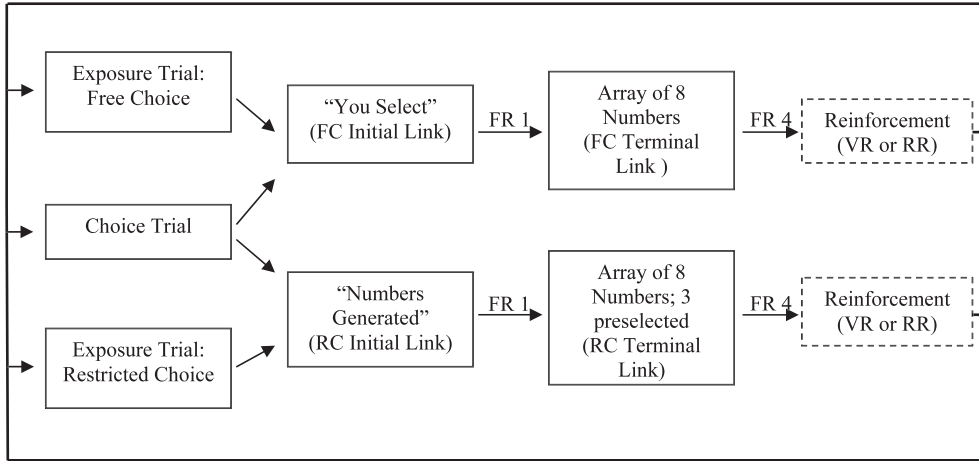 Exposure Trial:
Free Choice
“You Select”
(FC Initial Link)
FR 1
Array of 8
Numbers
(FC Terminal
Link )
FR 4
Reinforcement
(VR or RR)
Choice Trial
“Numbers
Generated”
(RC Initial Link)
FR 1
Array of 8
Numbers; 3
preselected
(RC Terminal
Link)
FR 4
Reinforcement
(VR or RR)
Exposure Trial:
Restricted Choice